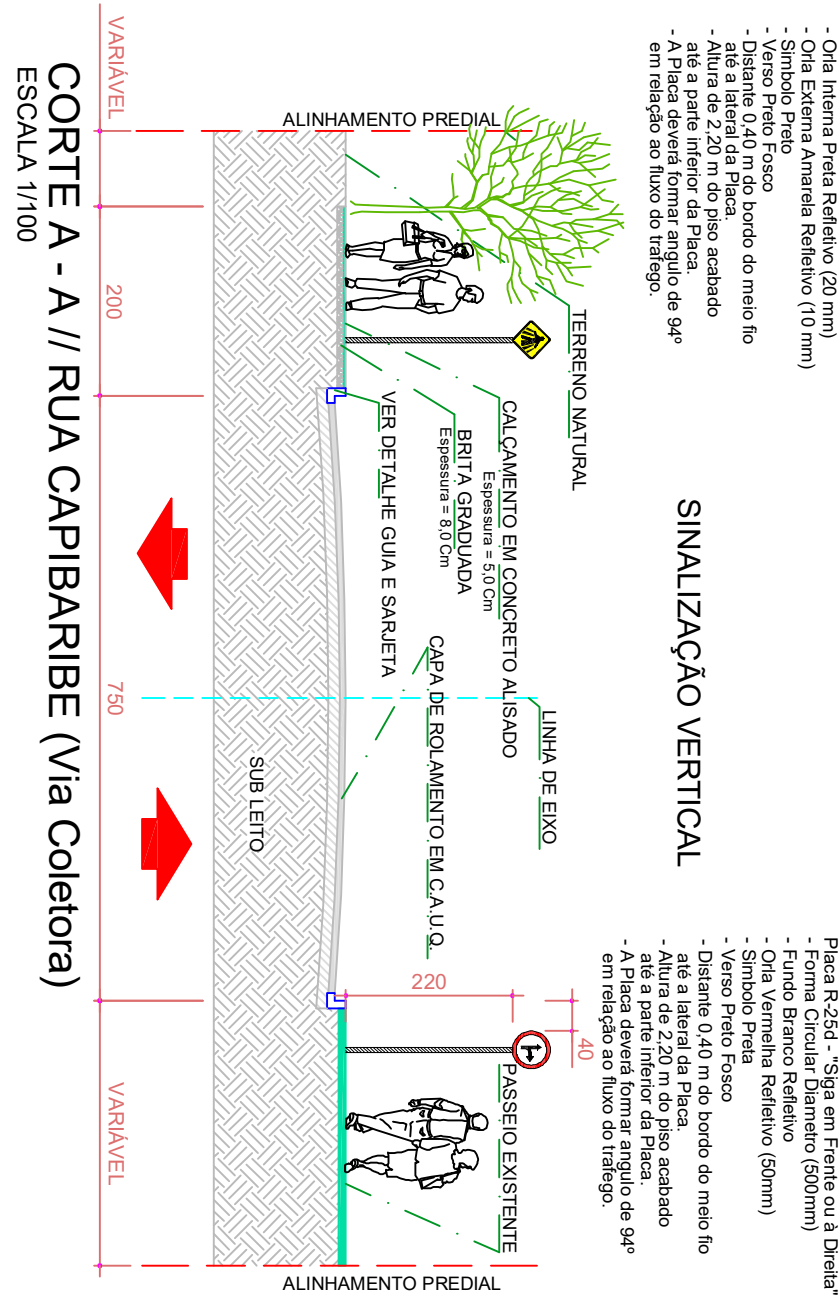 - Orla Interna Preta Refletivo (20 mm)
- Orla Externa Amarela Refletivo (10 mm)
- Simbolo Preto
- Verso Preto Fosco
- Distante 0,40 m do bordo do meio fio
até a lateral da Placa.
- Altura de 2,20 m do piso acabado
até a parte inferior da Placa.
- A Placa deverá formar angulo de 94º
em relação ao fluxo do trafego.
SINALIZAÇÃO VERTICAL
Placa R-25d - "Siga em Frente ou à Direita"
- Forma Circular Diametro (500mm)
- Fundo Branco Refletivo
- Orla Vermelha Refletivo (50mm)
- Simbolo Preta
- Verso Preto Fosco
- Distante 0,40 m do bordo do meio fio
até a lateral da Placa.
- Altura de 2,20 m do piso acabado
até a parte inferior da Placa.
- A Placa deverá formar angulo de 94º
em relação ao fluxo do trafego.
ALINHAMENTO PREDIAL
TERRENO NATURAL
CALÇAMENTO EM CONCRETO ALISADO
Espessura = 5,0 Cm
BRITA GRADUADA
Espessura = 8,0 Cm
VER DETALHE GUIA E SARJETA
LINHA DE EIXO
CAPA DE ROLAMENTO EM C.A.U.Q.
SUB LEITO
220
40
PASSEIO EXISTENTE
ALINHAMENTO PREDIAL
VARIÁVEL
200
750
VARIÁVEL
CORTE A - A // RUA CAPIBARIBE (Via Coletora)
ESCALA 1/100